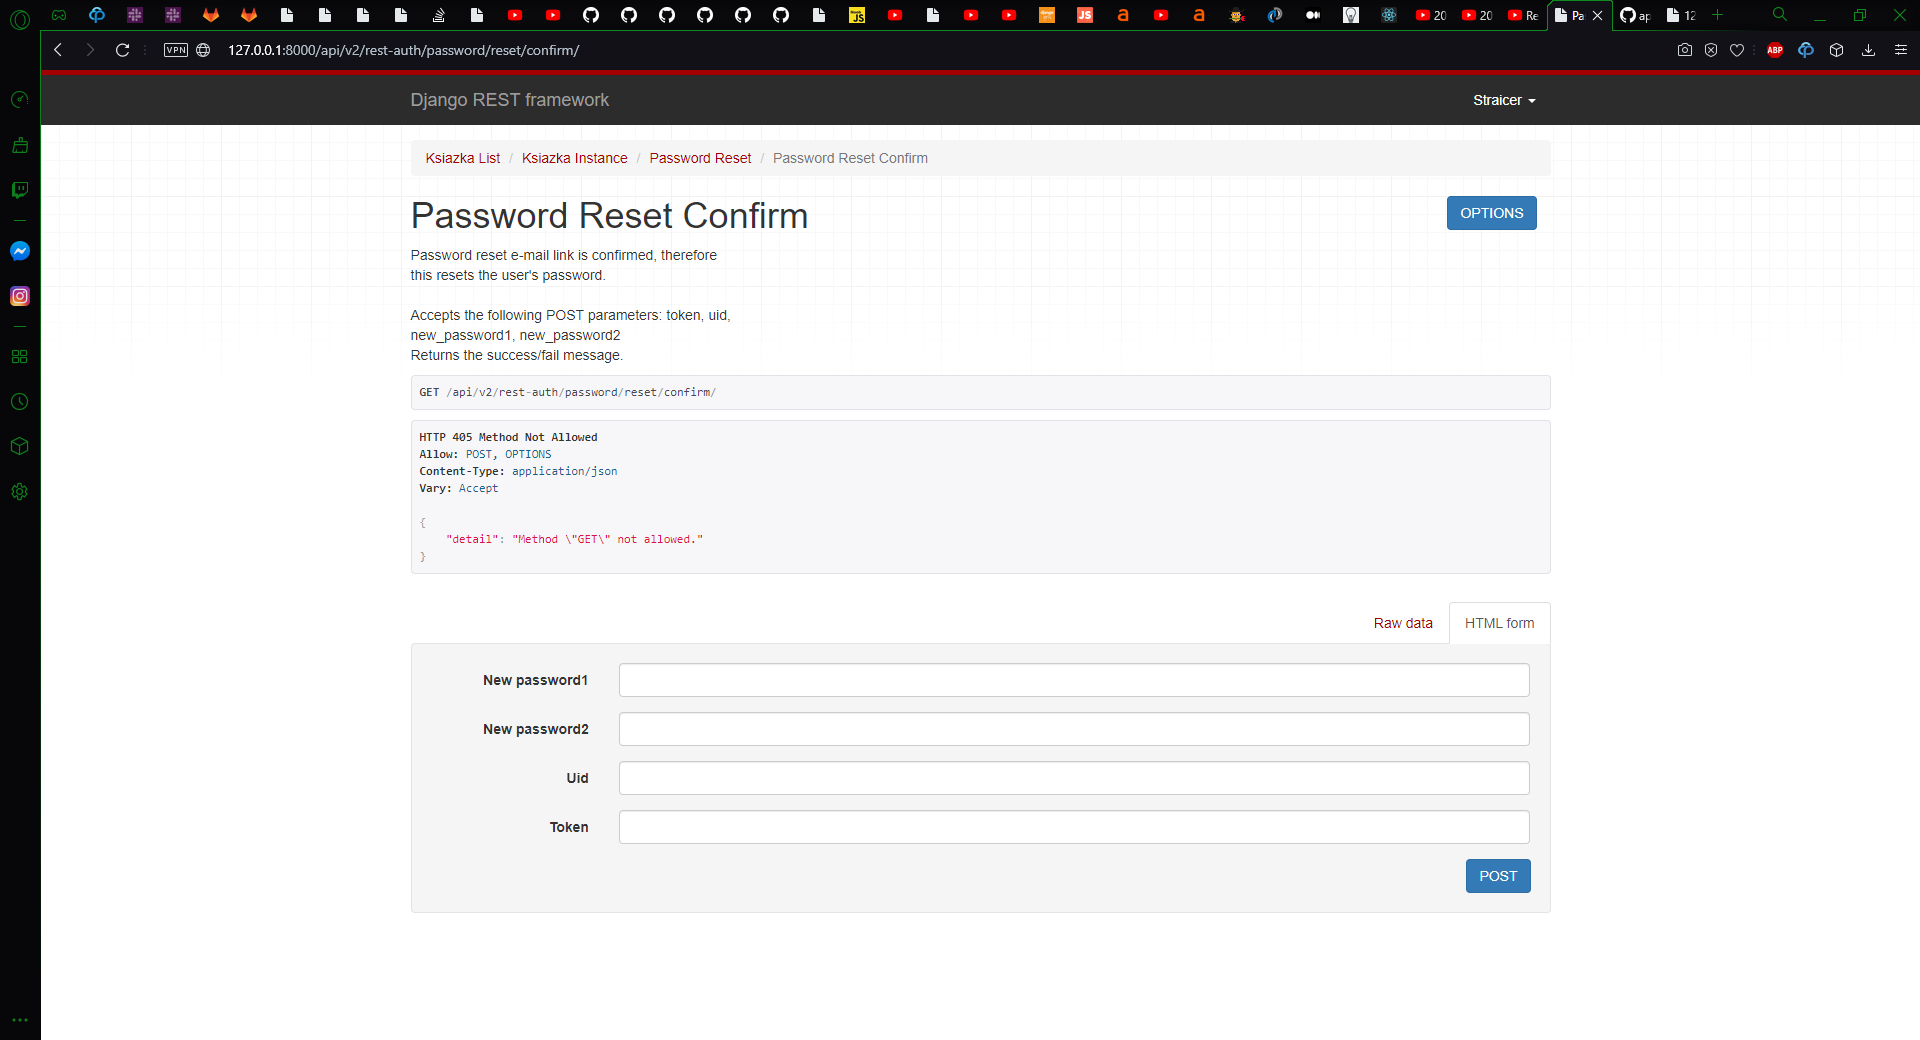 20
20
Re
Pa
ap
12
VPN
127.0.0.1:8000/api/v2/rest-auth/password/reset/confirm/
ABP
Django REST framework
Straicer
Ksiazka List / Ksiazka Instance / Password Reset / Password Reset Confirm
Password Reset Confirm
OPTIONS
Password reset e-mail link is confirmed, therefore
this resets the user's password.
Accepts the following POST parameters: token, uid,
new_password1, new_password2
Returns the success/fail message.
GET /api/v2/rest-auth/password/reset/confirm/
HTTP 405 Method Not Allowed
Allow: POST, OPTIONS
Content-Type: application/json
Vary: Accept
{
"detail": "Method \"GET\" not allowed."
}
Raw data
HTML form
New password1
New password2
Uid
Token
POST